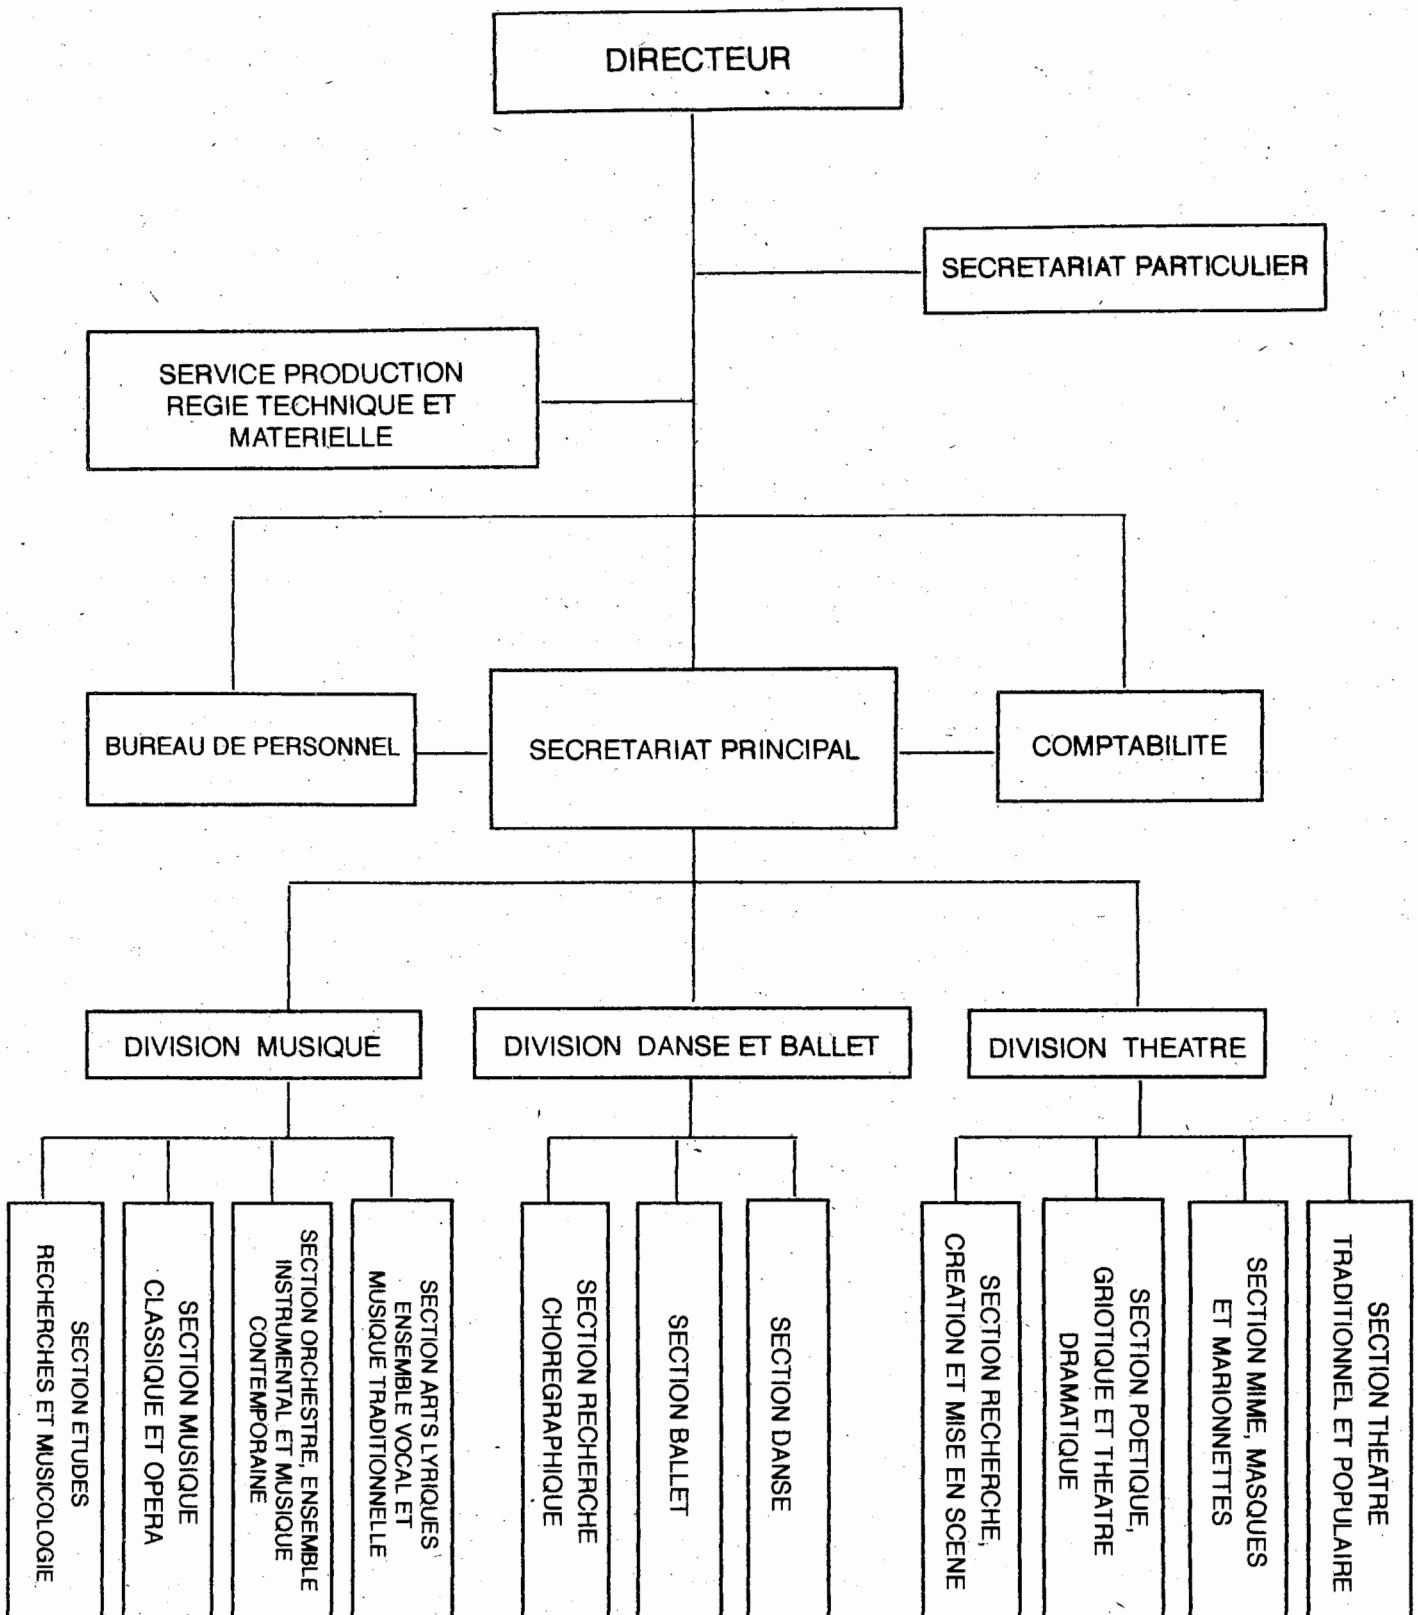 DIRECTEUR
SECRETARIAT PARTICULIER
SERVICE PRODUCTION
REGIE TECHNIQUE ET
MATERIELLE
BUREAU DE PERSONNEL
SECRETARIAT PRINCIPAL
COMPTABILITE
DIVISION MUSIQUE
DIVISION DANSE ET BALLET
DIVISION THEATRE
SECTION ETUDES
RECHERCHES ET MUSICOLOGIE
SECTION MUSIQUE
CLASSIQUE ET OPERA
SECTION ORCHESTRE, ENSEMBLE
INSTRUMENTAL ET MUSIQUE
CONTEMPORAINE
SECTION ARTS LYRIQUES
ENSEMBLE VOCAL ET
MUSIQUE TRADITIONNELLE
SECTION RECHERCHE
CHOREGRAPHIQUE
SECTION BALLET
SECTION DANSE
SECTION RECHERCHE,
CREATION ET MISE EN SCENE
SECTION POETIQUE,
GRIOTIQUE ET THEATRE
DRAMATIQUE
SECTION MIME, MASQUES
ET MARIONNETTES
SECTION THEATRE
TRADITIONNEL ET POPULAIRE